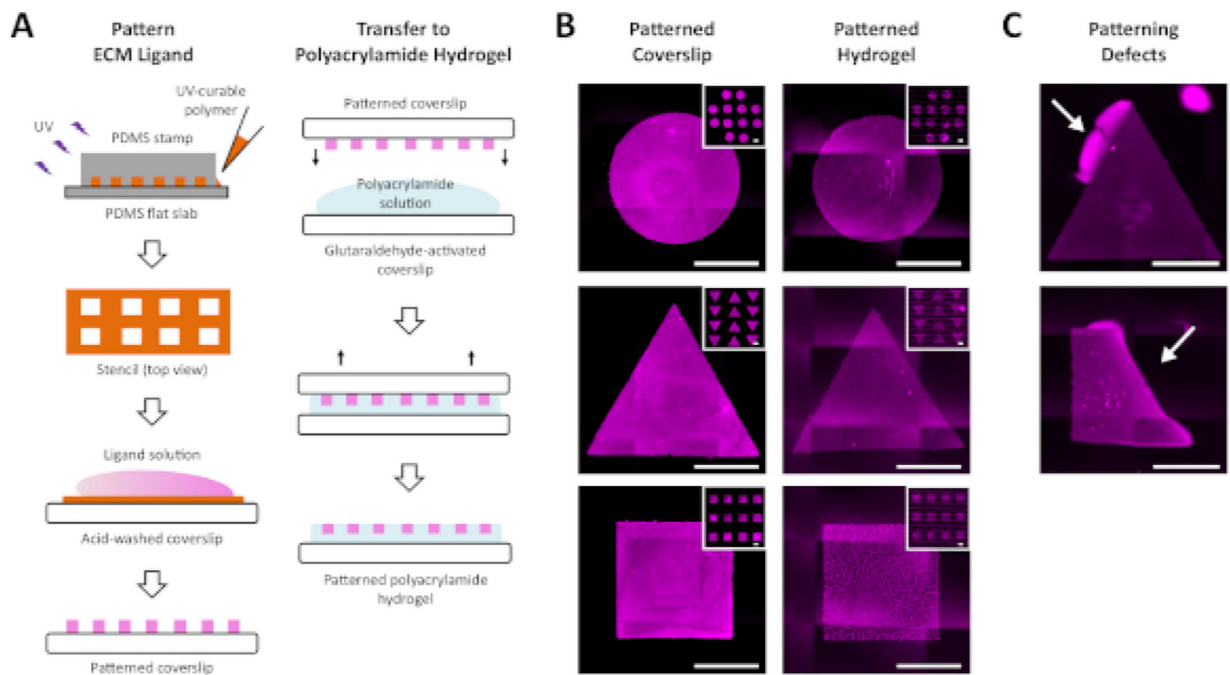 A
Pattern
ECM Ligand
UV-curable
polymer
UV
PDMS stamp
PDMS flat slab
Stencil (top view)
Ligand solution
Acid-washed coverslip
Patterned coverslip
Transfer to
Polyacrylamide Hydrogel
Patterned coverslip
Polyacrylamide
solution
Glutaraldehyde-activated
coverslip
Patterned polyacrylamide
hydrogel
B
Patterned
Coverslip
Patterned
Hydrogel
C
Patterning
Defects